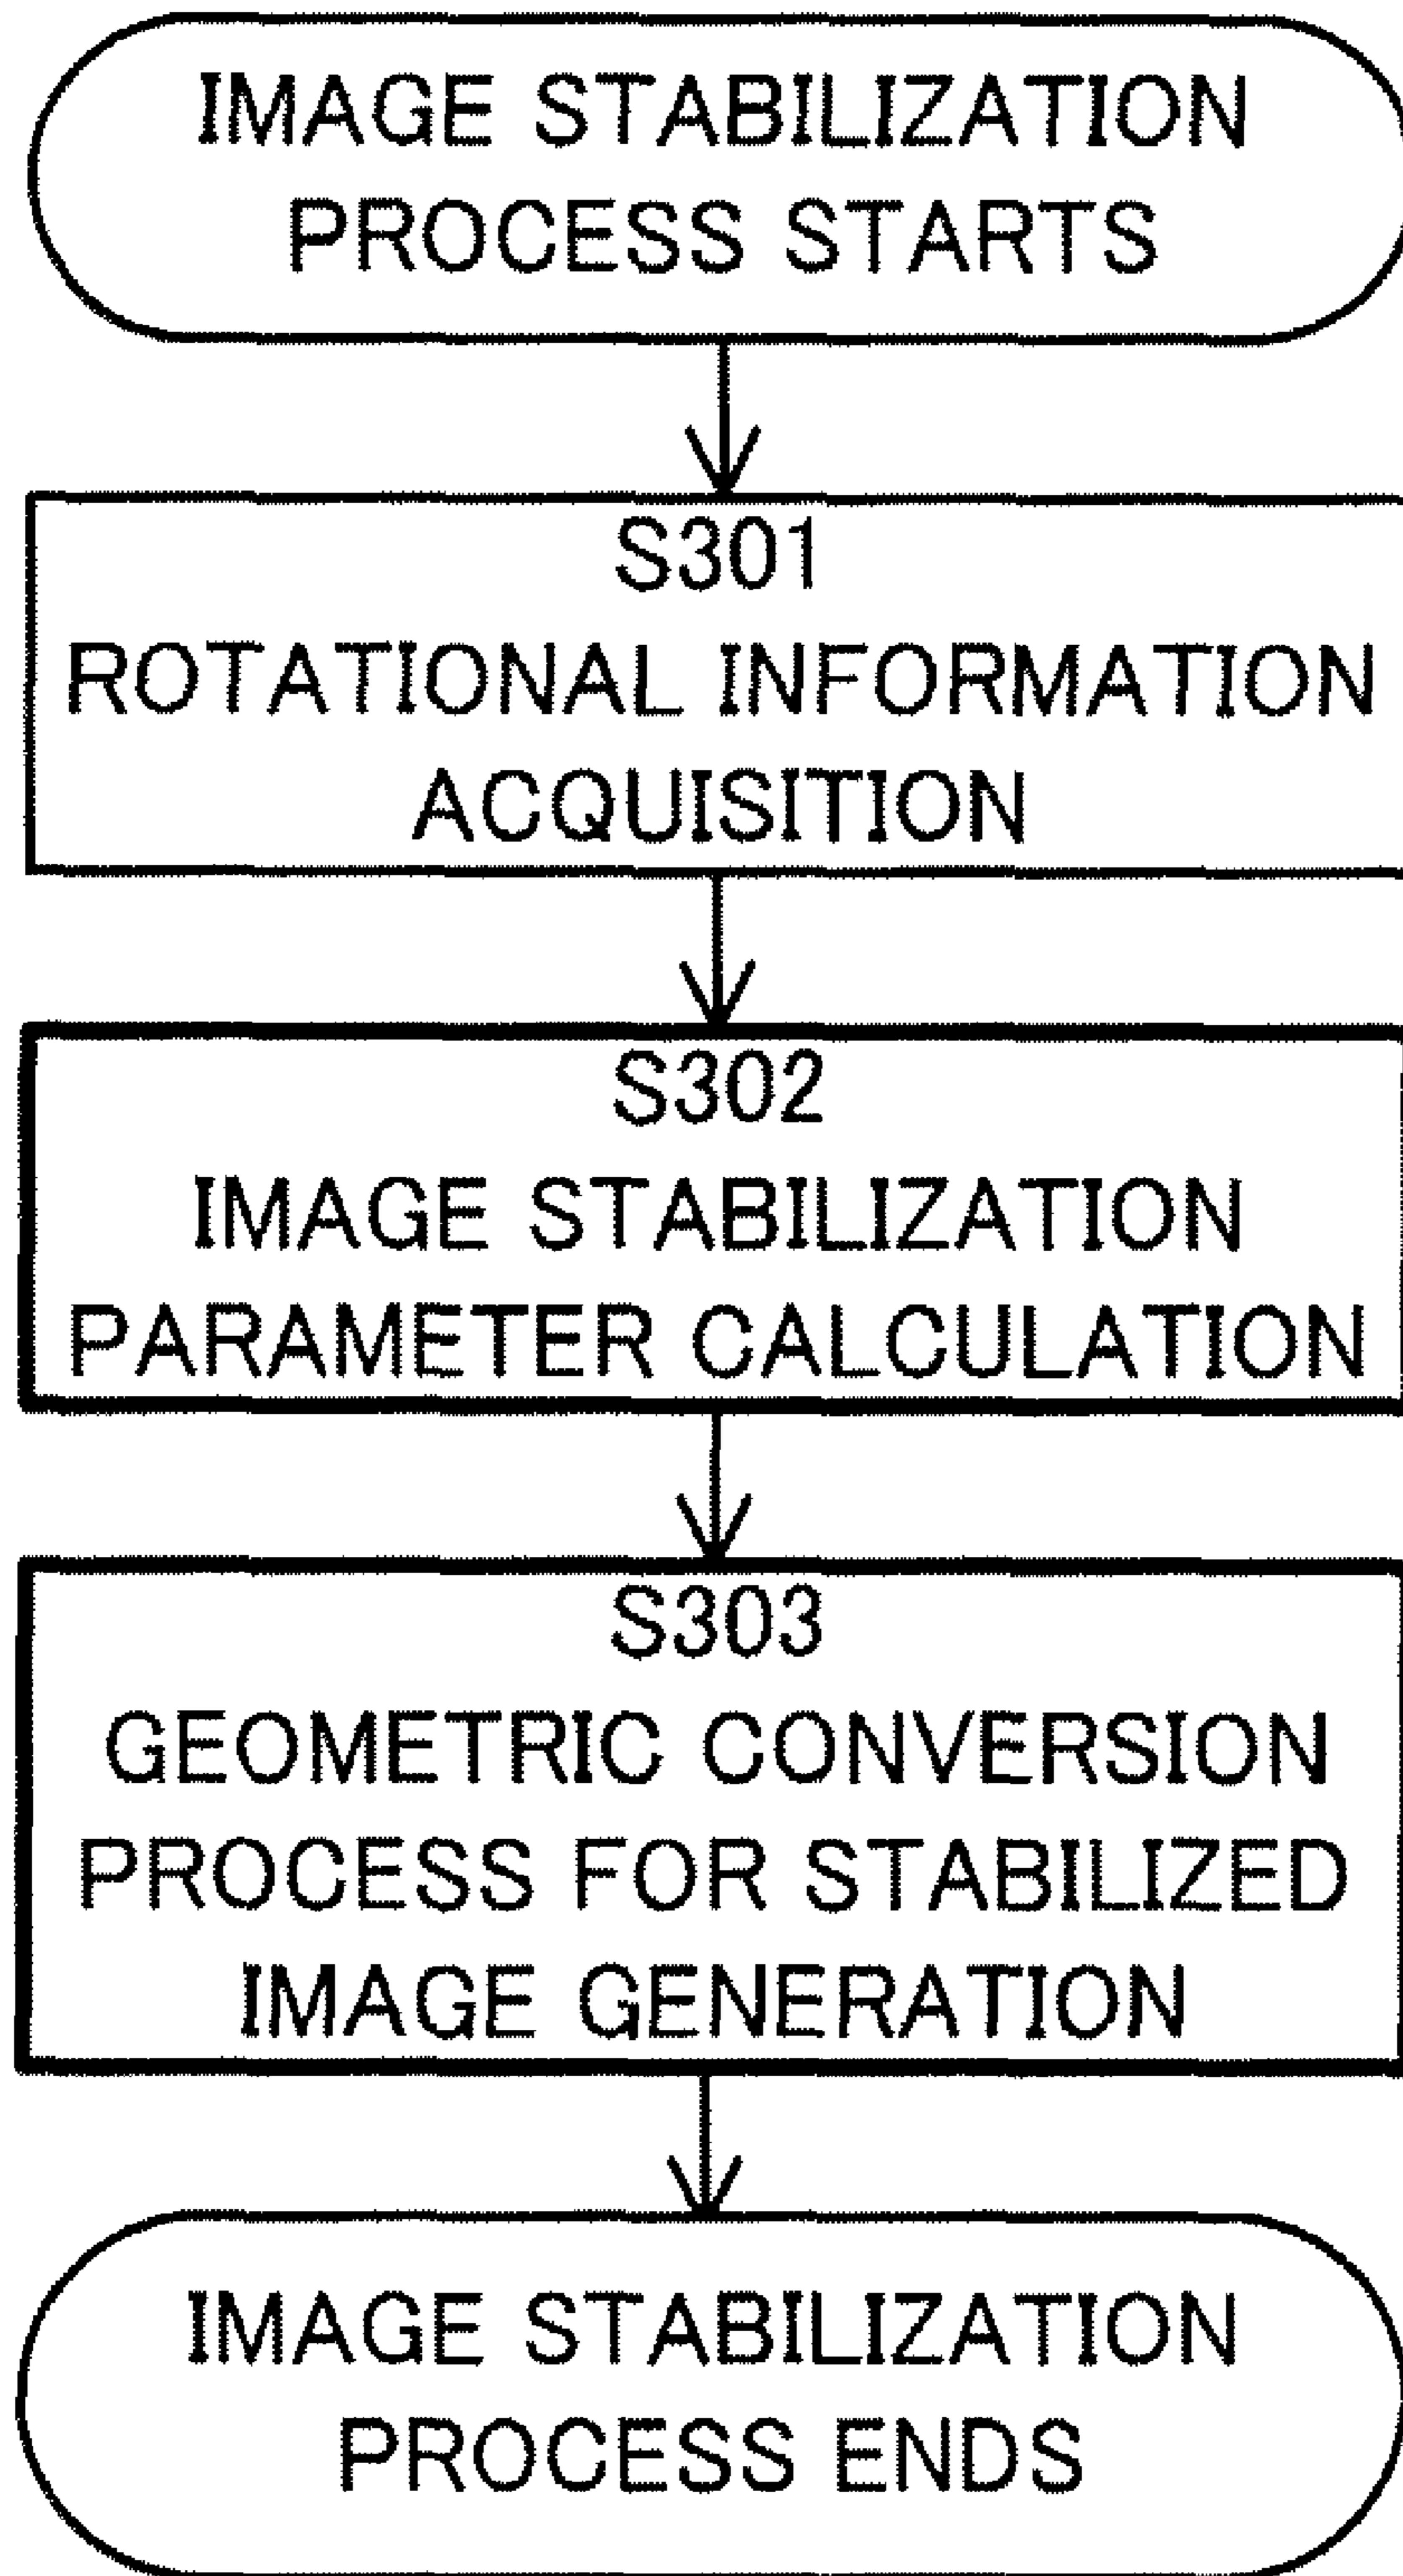 IMAGE STABILIZATION
PROCESS STARTS
S301
ROTATIONAL INFORMATION
ACQUISITION
S302
IMAGE STABILIZATION
PARAMETER CALCULATION
S303
GEOMETRIC CONVERSION
PROCESS FOR STABILIZED
IMAGE GENERATION
IMAGE STABILIZATION
PROCESS ENDS